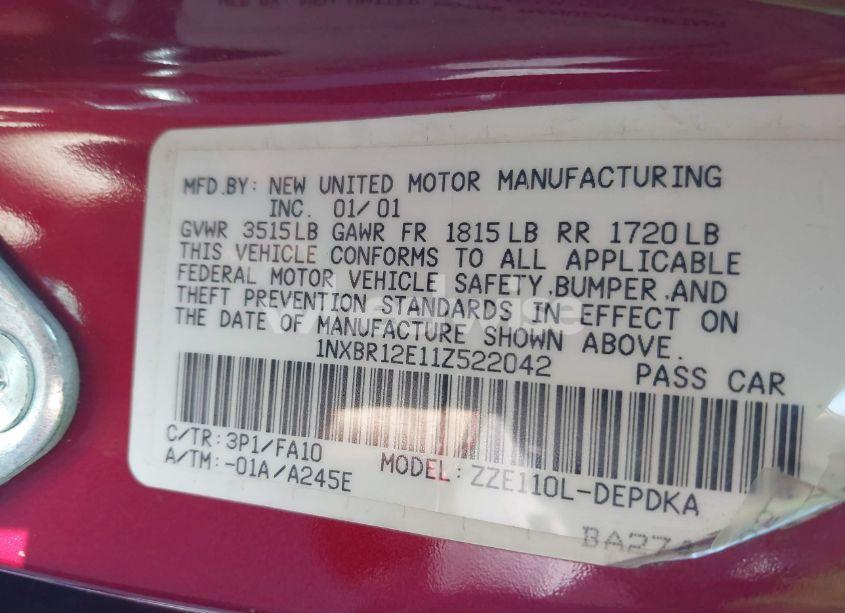 MFD.BY: NEW UNITED MOTOR MANUFACTURING
INC. 01/01
GVWR 3515LB GAWR FR 1815LB RR 1720LB
THIS VEHICLE CONFORMS TO ALL APPLICABLE
FEDERAL MOTOR VEHICLE SAFETY,BUMPER,AND
THEFT PREVENTION STANDARDS IN EFFECT ON
THE DATE OF MANUFACTURE SHOWN ABOVE.
1NXBR12E11Z522042 PASS CAR
C/TR:3P1/FA10
A/TM:-01A/A245E
MODEL:ZZE110L-DEPDKA
BA27